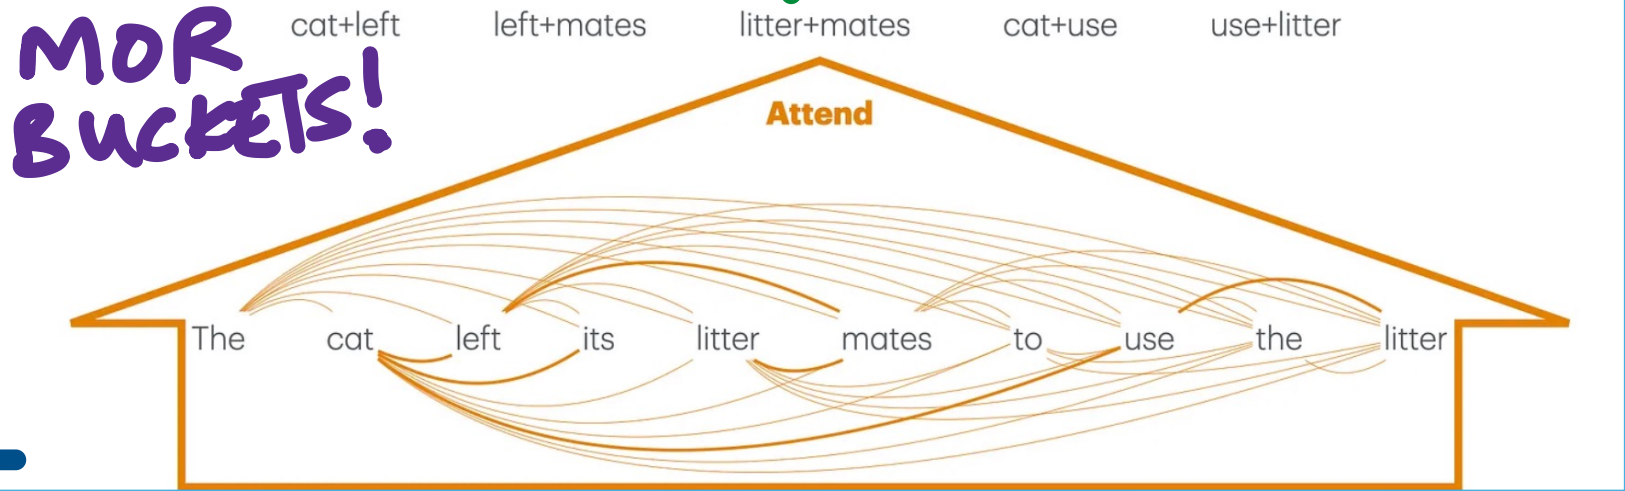 MOR
BUCKETS!
cat+left left+mates litter+mates cat+use use+litter
Attend
The cat left its litter mates to use the litter